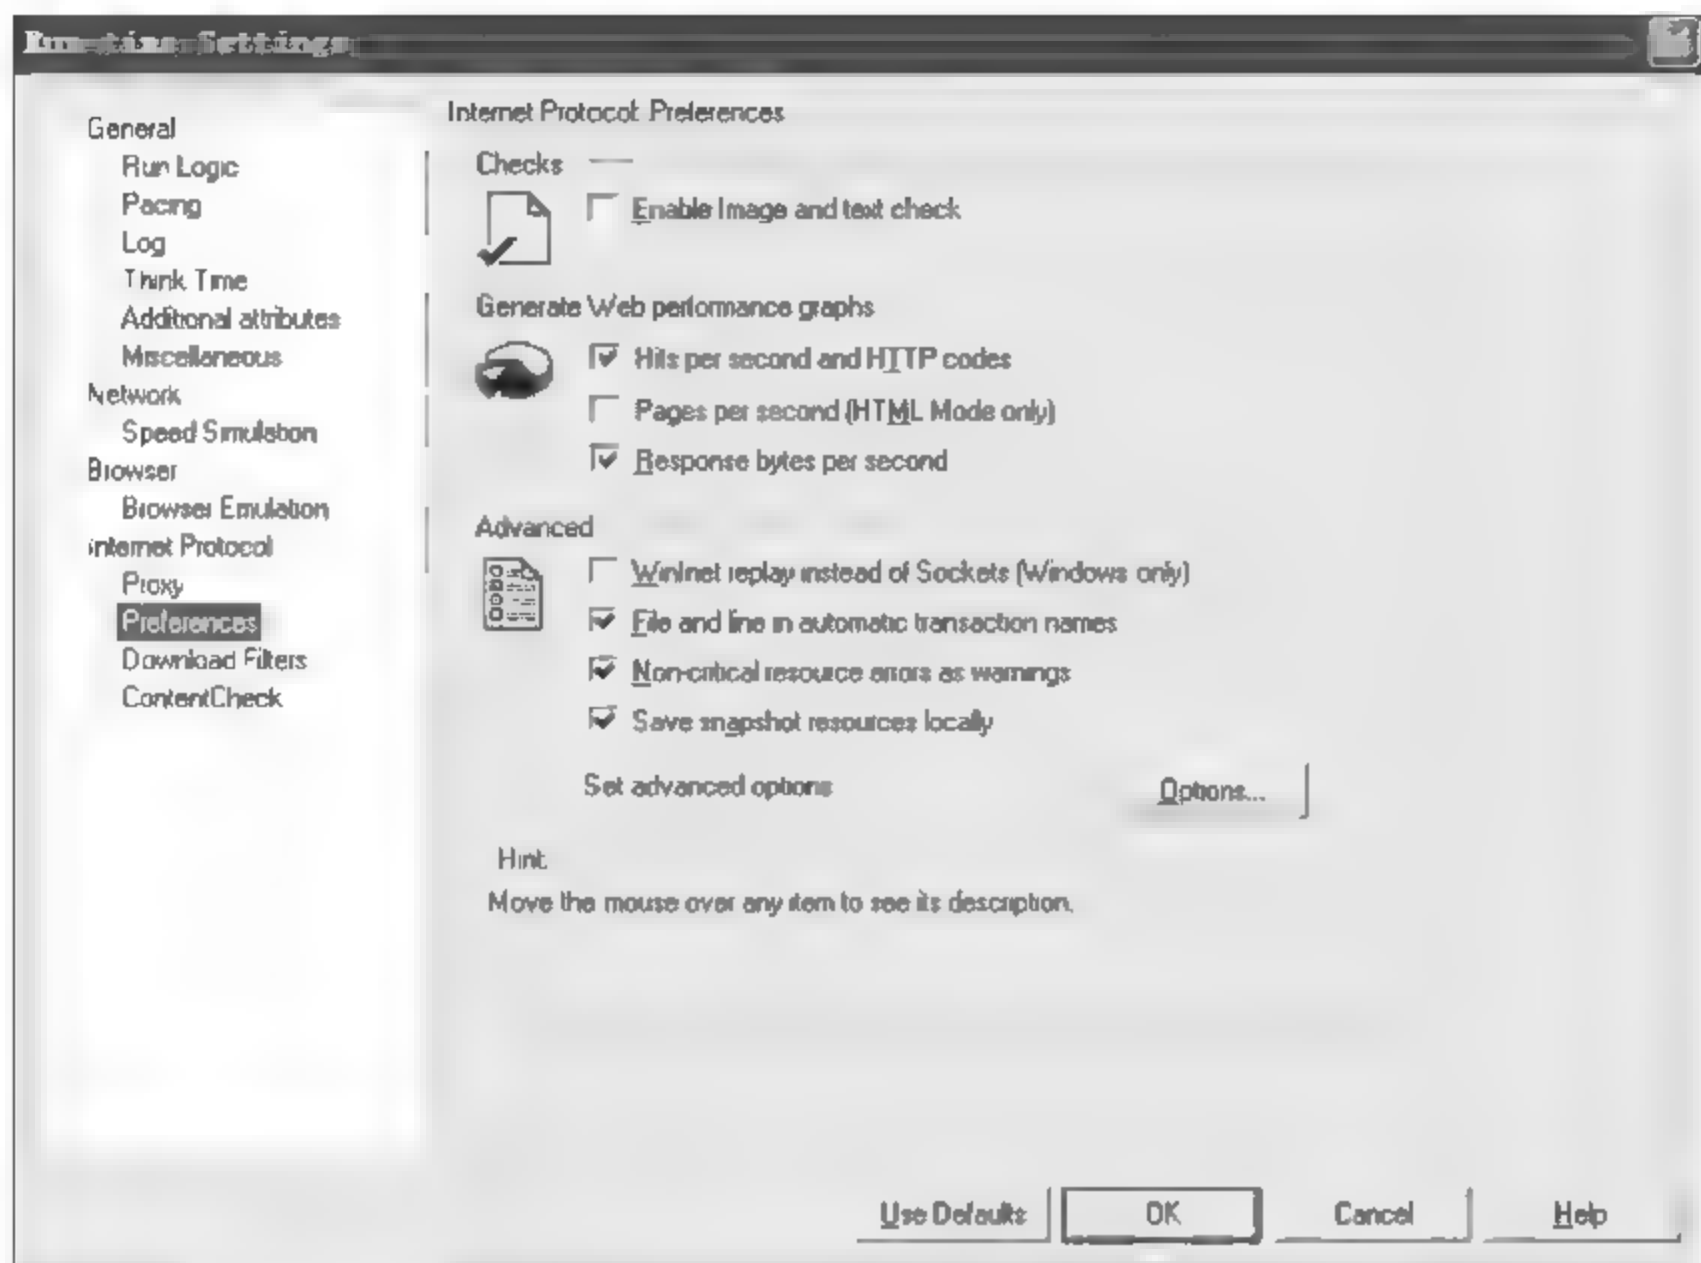 Run-time Settings
General
Run Logic
Pacing
Log
Think Time
Additional attributes
Miscellaneous
Network
Speed Simulation
Browser
Browser Emulation
Internet Protocol
Proxy
Preferences
Download Filters
ContentCheck
Internet Protocol: Preferences
Checks
Enable Image and text check
Generate Web performance graphs
Hits per second and HTTP codes
Pages per second (HTML Mode only)
Response bytes per second
Advanced
WinInet replay instead of Sockets (Windows only)
File and line in automatic transaction names
Non-critical resource errors as warnings
Save snapshot resources locally
Set advanced options
Options...
Hint:
Move the mouse over any item to see its description.
Use Defaults
OK
Cancel
Help